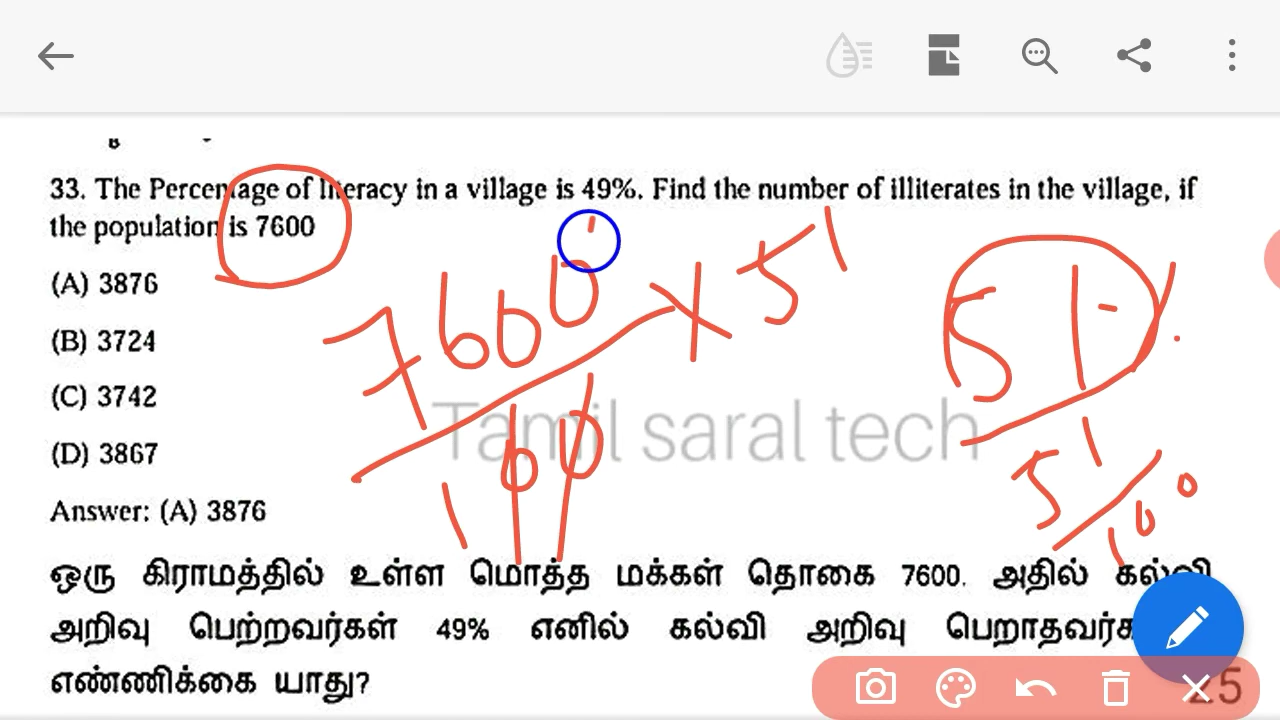 33. The Percentage of literacy in a village is 49%. Find the number of illiterates in the village, if
the population is 7600
(A) 3876
(B) 3724
(C) 3742
(D) 3867
Answer: (A) 3876
7600 x 51
100
51%
51
100
Tamil saral tech
ஒரு கிராமத்தில் உள்ள மொத்த மக்கள் தொகை 7600. அதில் கல்வி
அறிவு பெற்றவர்கள் 49% எனில் கல்வி அறிவு
எண்ணிக்கை யாது?
25